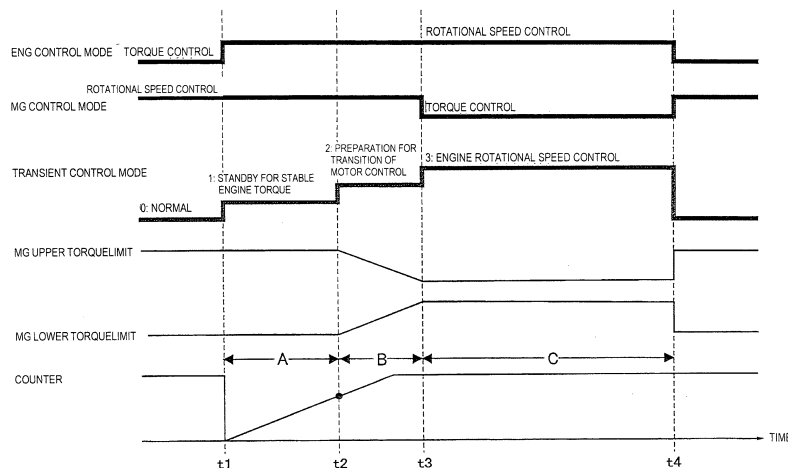 ROTATIONAL SPEED CONTROL
ENG CONTROL MODE TORQUE CONTROL
ROTATIONAL SPEED CONTROL
MG CONTROL MODE
TORQUE CONTROL
2: PREPARATION FOR
TRANSITION OF
MOTOR CONTROL
3: ENGINE ROTATIONAL SPEED CONTROL
TRANSIENT CONTROL MODE
1: STANDBY FOR STABLE
ENGINE TORQUE
0: NORMAL
MG UPPER TORQUELIMIT
MG LOWER TORQUELIMIT
A B C
COUNTER
TIME
t1 t2 t3 t4